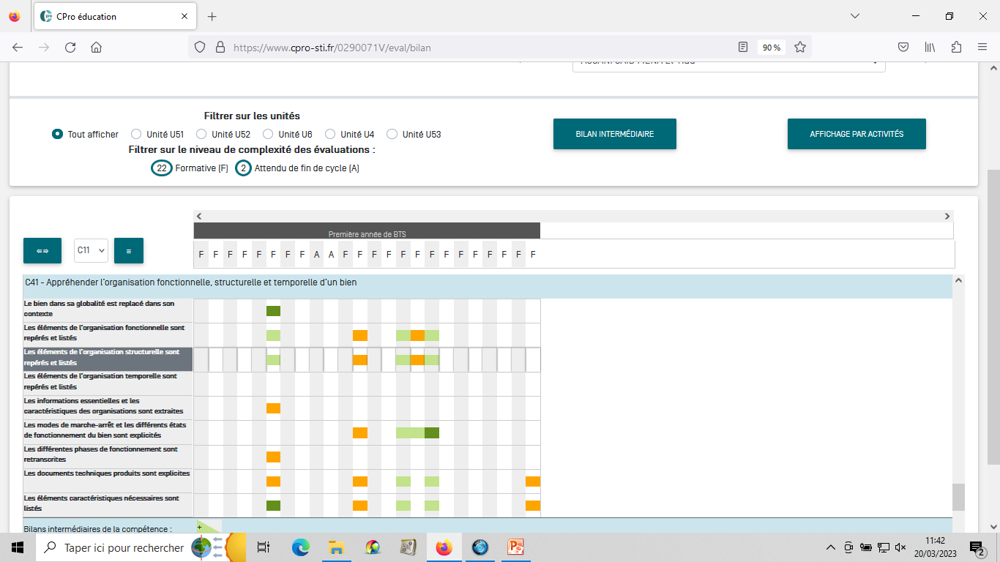 CPro éducation
https://www.cpro-sti.fr/0290071V/eval/bilan
90 %
Filtrer sur les unités
Tout afficher Unité U51 Unité U52 Unité U6 Unité U4 Unité U53
Filtrer sur le niveau de complexité des évaluations :
22 Formative (F) 2 Attendu de fin de cycle (A)
BILAN INTERMÉDIAIRE
AFFICHAGE PAR ACTIVITÉS
Première année de BTS
C11
F F F F F F F F A A F F F F F F F F F F F F F F
C41 - Appréhender l'organisation fonctionnelle, structurelle et temporelle d'un bien
Le bien dans sa globalité est replacé dans son
contexte
Les éléments de l'organisation fonctionnelle sont
repérés et listés
Les éléments de l'organisation structurelle sont
repérés et listés
Les éléments de l'organisation temporelle sont
repérés et listés
Les informations essentielles et les
caractéristiques des organisations sont extraites
Les modes de marche-arrêt et les différents états
de fonctionnement du bien sont explicités
Les différentes phases de fonctionnement sont
retranscrites
Les documents techniques produits sont explicites
Les éléments caractéristiques nécessaires sont
listés
Bilans intermédiaires de la compétence :
+
Taper ici pour rechercher
11:42
20/03/2023
2